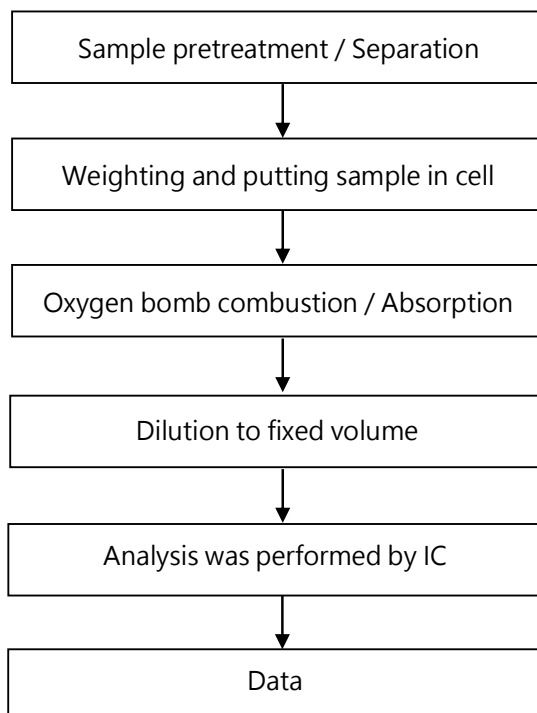 Sample pretreatment / Separation
Weighting and putting sample in cell
Oxygen bomb combustion / Absorption
Dilution to fixed volume
Analysis was performed by IC
Data